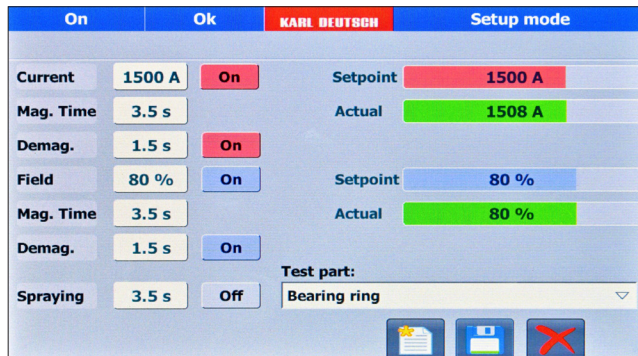 On Ok KARL DEUTSCH Setup mode
Current 1500 A On Setpoint 1500 A
Mag. Time 3.5 s Actual 1508 A
Demag. 1.5 s On
Field 80 % On Setpoint 80 %
Mag. Time 3.5 s Actual 80 %
Demag. 1.5 s On
Test part:
Spraying 3.5 s Off Bearing ring